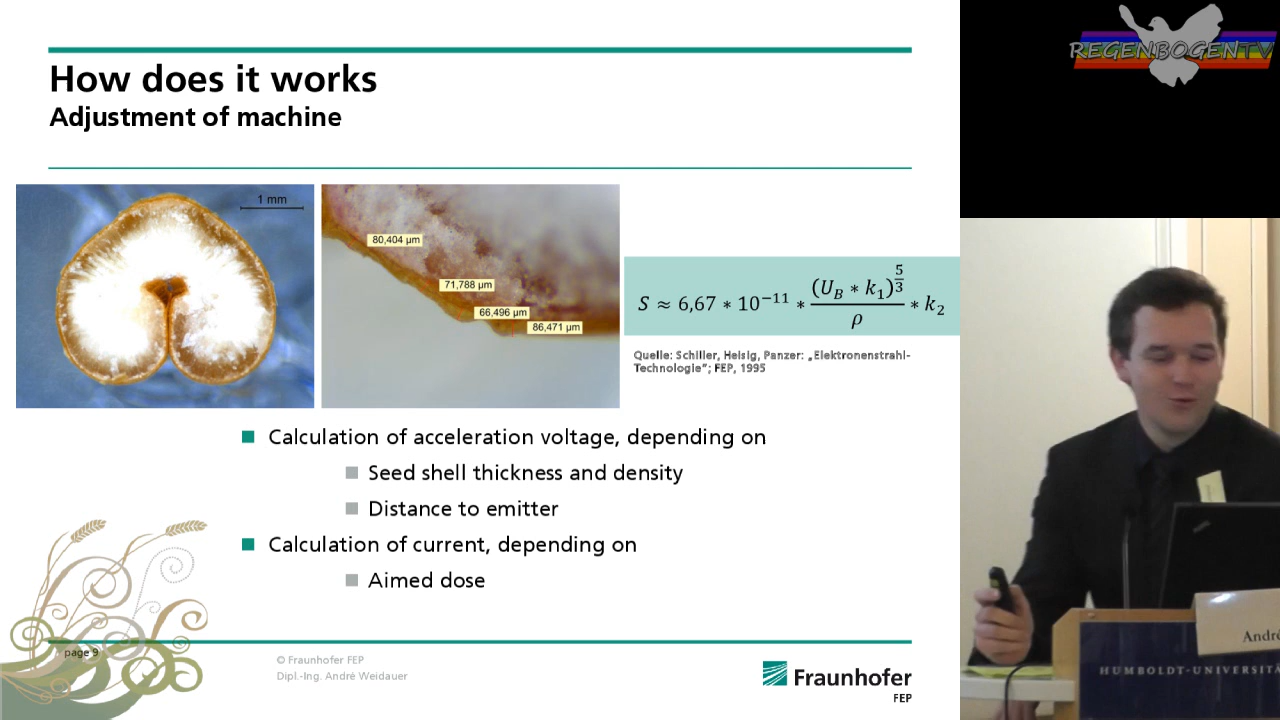 How does it works
Adjustment of machine
1 mm
80,404 µm
71,788 µm
66,496 µm
86,471 µm
S ≈ 6,67 * 10⁻¹¹ * (U_B * k₁)^(5/3) / ρ * k₂
Quelle: Schiller, Heisig, Panzer: „Elektronenstrahl-
Technologie"; FEP, 1995
Calculation of acceleration voltage, depending on
Seed shell thickness and density
Distance to emitter
Calculation of current, depending on
Aimed dose
page 9
© Fraunhofer FEP
Dipl.-Ing. André Weidauer
Fraunhofer
FEP
REGENBOGENTV
André
HUMBOLDT-UNIVERSITÄ